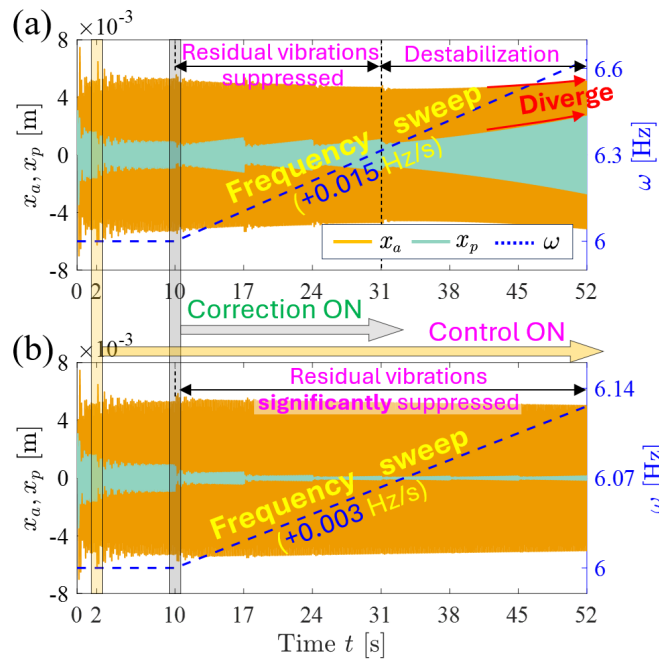 (a)
×10⁻³
8
4
0
-4
-8
x_a, x_p [m]
Residual vibrations
suppressed
Destabilization
Diverge
Frequency sweep
(+0.015 Hz/s)
6.6
6.3
6
ω [Hz]
x_a x_p ω
0 2 10 17 24 31 38 45 52
Correction ON
Control ON
(b)
×10⁻³
8
4
0
-4
-8
x_a, x_p [m]
Residual vibrations
significantly suppressed
Frequency sweep
(+0.003 Hz/s)
6.14
6.07
6
ω [Hz]
0 2 10 17 24 31 38 45 52
Time t [s]